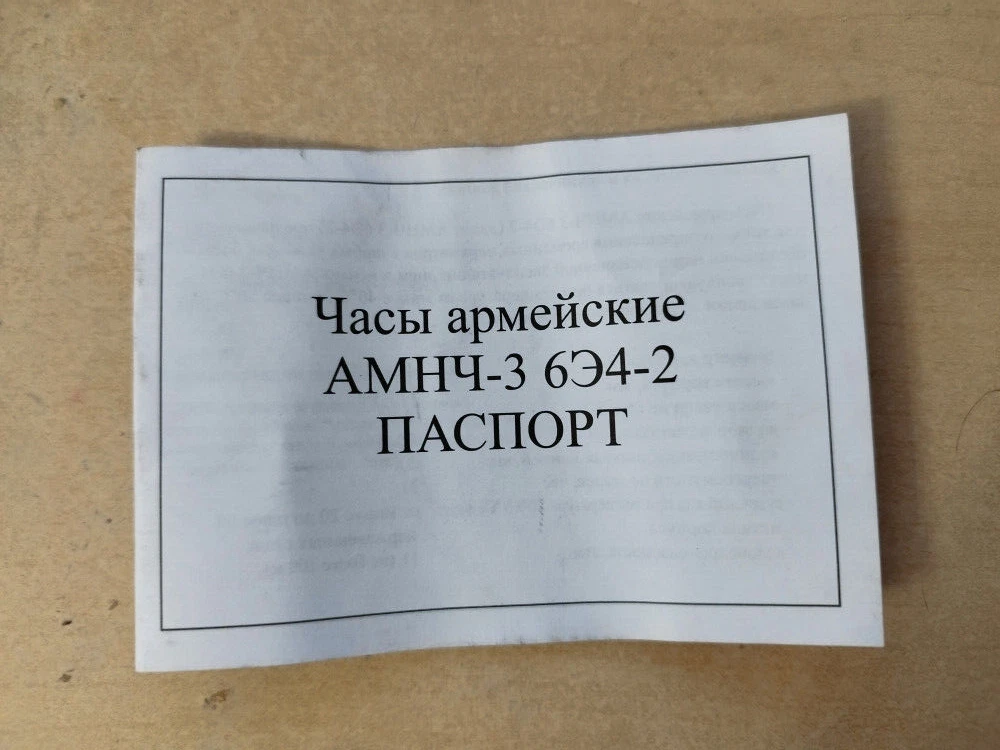 Часы армейские
АМНЧ-3 6Э4-2
ПАСПОРТ